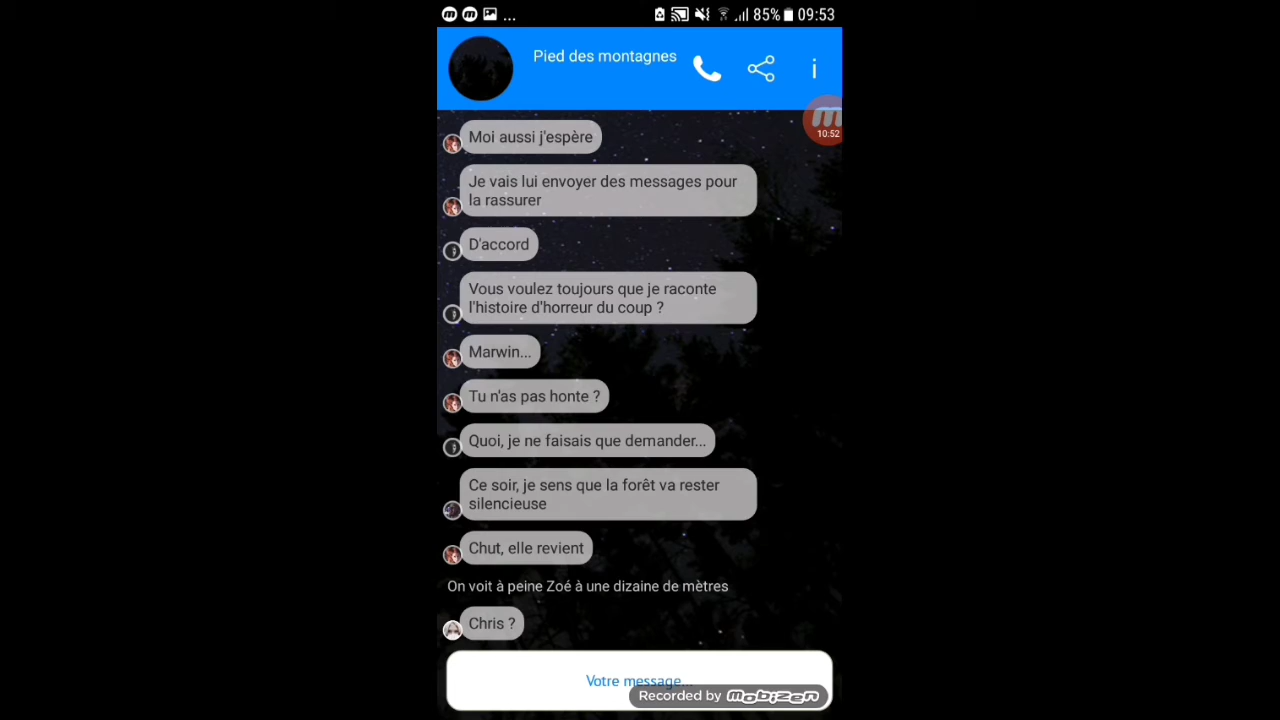 ... 85% 09:53
Pied des montagnes
10:52
Moi aussi j'espère
Je vais lui envoyer des messages pour
la rassurer
D'accord
Vous voulez toujours que je raconte
l'histoire d'horreur du coup ?
Marwin...
Tu n'as pas honte ?
Quoi, je ne faisais que demander...
Ce soir, je sens que la forêt va rester
silencieuse
Chut, elle revient
On voit à peine Zoé à une dizaine de mètres
Chris ?
Votre message...
Recorded by mobizen